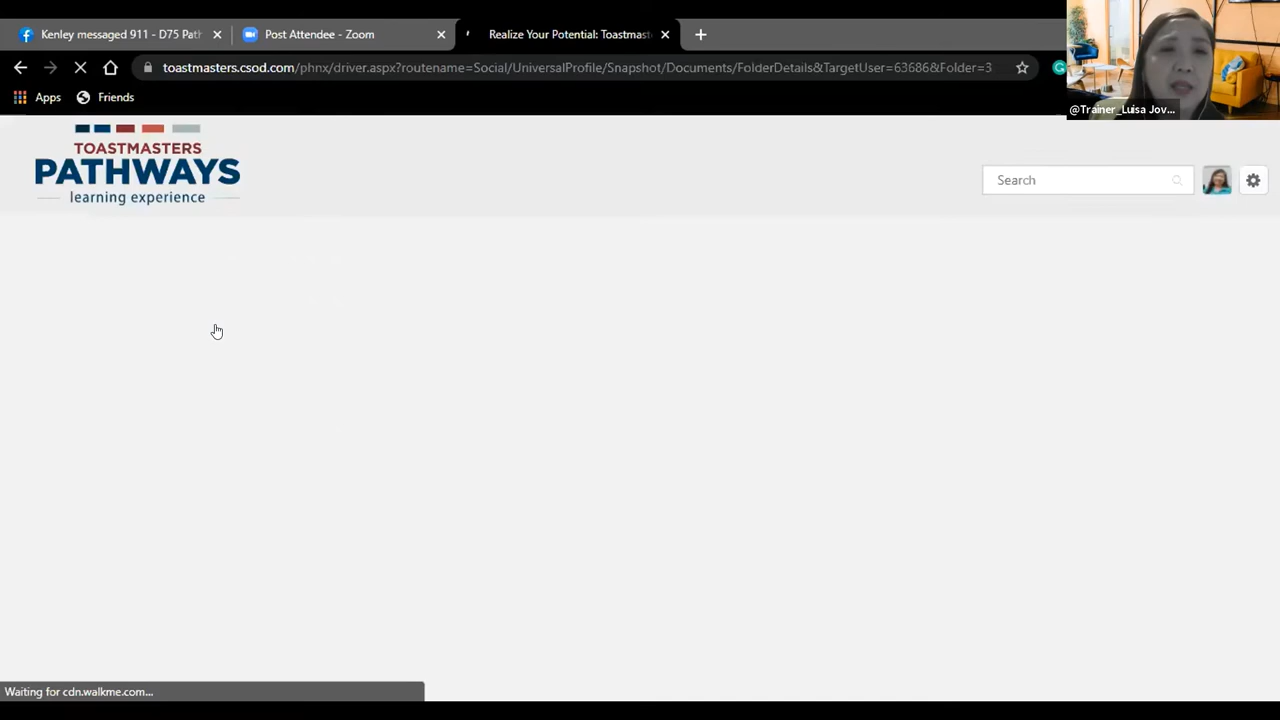 Kenley messaged 911 - D75 Pat
Post Attendee - Zoom
Realize Your Potential: Toastmast
toastmasters.csod.com/phnx/driver.aspx?routename=Social/UniversalProfile/Snapshot/Documents/FolderDetails&TargetUser=63686&Folder=3
Apps
Friends
@Trainer_Luisa Jov...
TOASTMASTERS
PATHWAYS
learning experience
Search
Waiting for cdn.walkme.com...